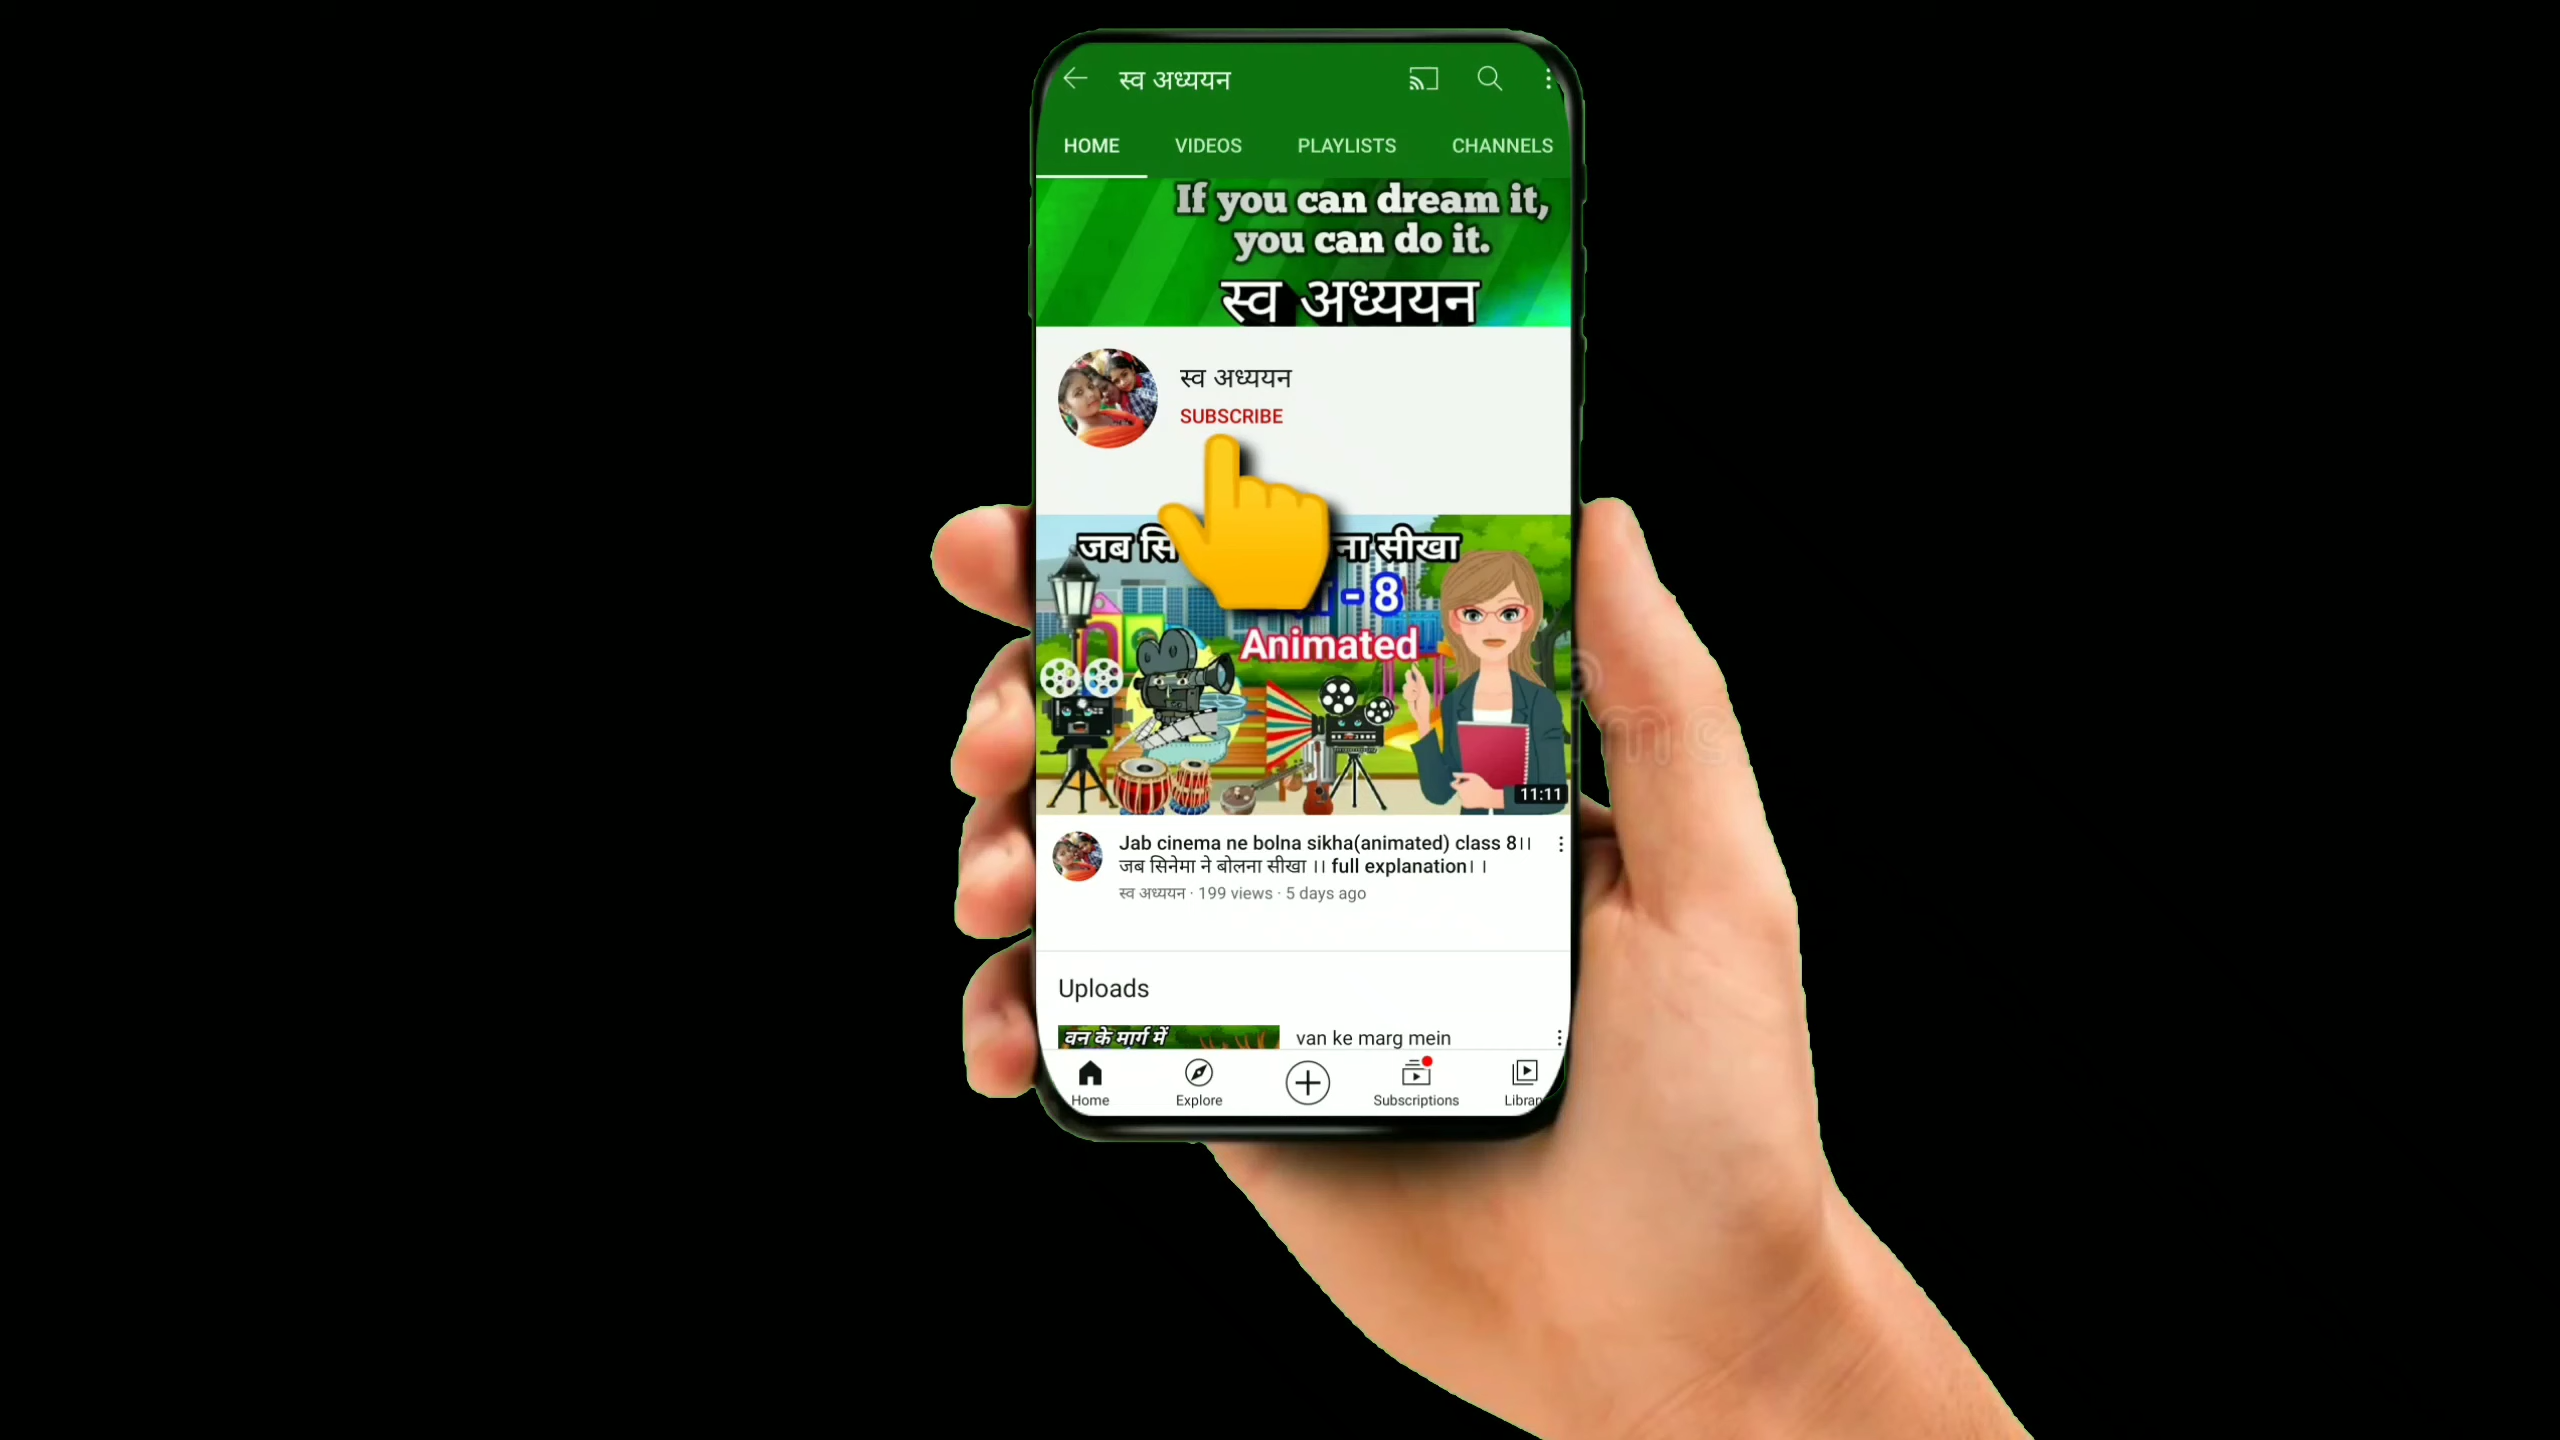 स्व अध्ययन
HOME VIDEOS PLAYLISTS CHANNELS
If you can dream it,
you can do it.
स्व अध्ययन
स्व अध्ययन
SUBSCRIBE
जब सि ना सीखा
- 8
Animated
11:11
Jab cinema ne bolna sikha(animated) class 8।।
जब सिनेमा ने बोलना सीखा ।। full explanation। ।
स्व अध्ययन · 199 views · 5 days ago
Uploads
वन के मार्ग में
van ke marg mein
Home Explore Subscriptions Librar